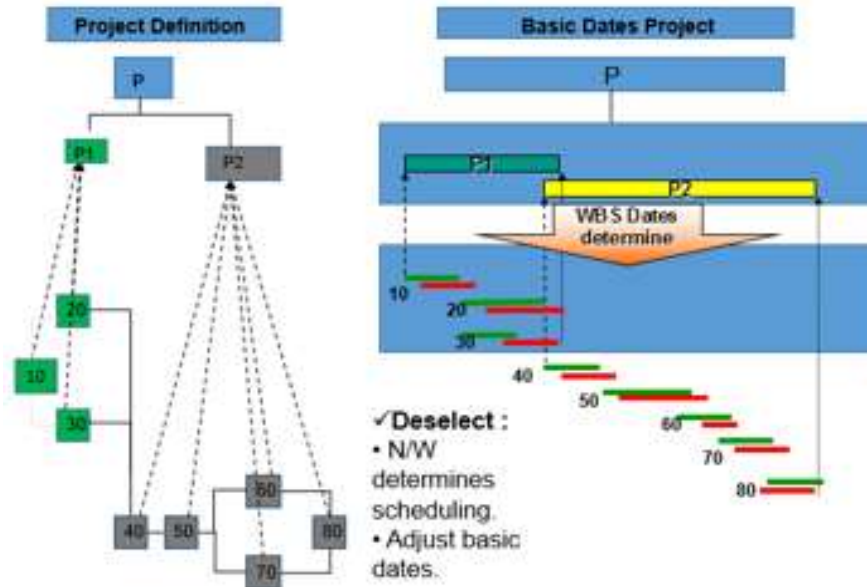 Project Definition
P
P1
P2
20
10
30
40
50
60
70
80
Basic Dates Project
P
P1
P2
WBS Dates
determine
10
20
30
40
50
60
70
80
✓Deselect :
• N/W
determines
scheduling.
• Adjust basic
dates.